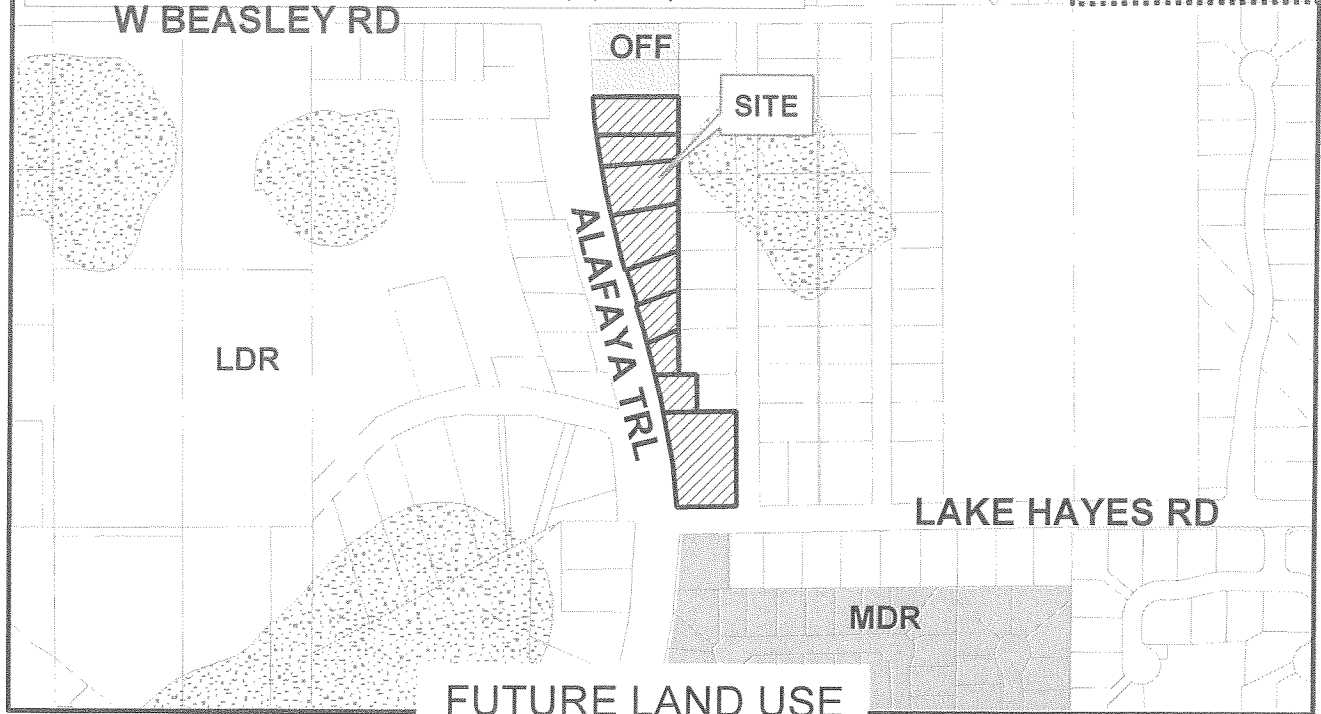 W BEASLEY RD
OFF
SITE
ALAFAYA TRL
LDR
LAKE HAYES RD
MDR
FUTURE LAND USE